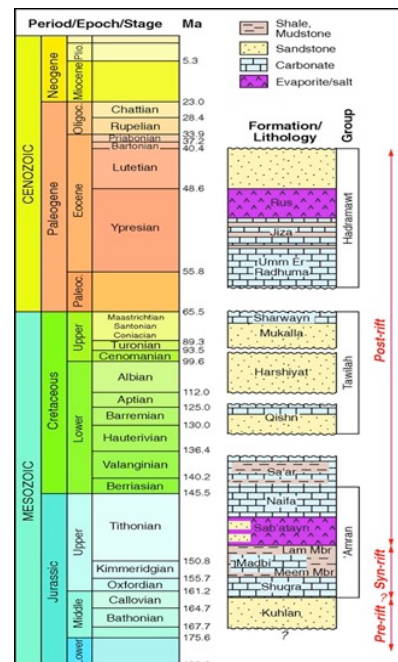 Period/Epoch/Stage Ma
Shale,
Mudstone
Sandstone
Carbonate
Evaporite/salt
Formation/
Lithology
Group
CENOZOIC
MESOZOIC
Neogene
Paleogene
Cretaceous
Jurassic
Plio.
Miocene
Oligoc.
Eocene
Paleoc.
Upper
Lower
Upper
Middle
Lower
Chattian
Rupelian
Priabonian
Bartonian
Lutetian
Ypresian
Maastrichtian
Santonian
Coniacian
Turonian
Cenomanian
Albian
Aptian
Barremian
Hauterivian
Valanginian
Berriasian
Tithonian
Kimmeridgian
Oxfordian
Callovian
Bathonian
5.3
23.0
28.4
33.9
37.2
40.4
48.6
55.8
65.5
89.3
93.5
99.6
112.0
125.0
130.0
136.4
140.2
145.5
150.8
155.7
161.2
164.7
167.7
175.6
Rus
Jiza
Umm Er
Radhuma
Sharwayn
Mukalla
Harshiyat
Qishn
Sa'ar
Naifa
Sab'atayn
Lam Mbr
Madbi
Meem Mbr
Shuqra
Kuhlan
?
Hadramawt
Tawilah
'Amran
Post-rift
Syn-rift
?
Pre-rift